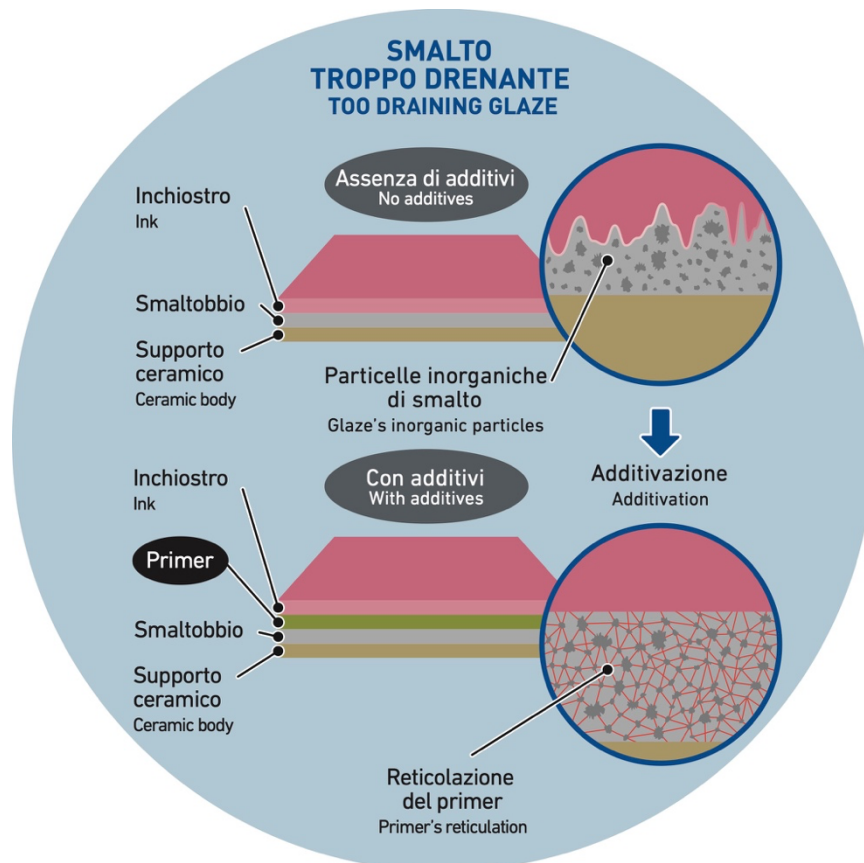 SMALTO
TROPPO DRENANTE
TOO DRAINING GLAZE
Assenza di additivi
No additives
Inchiostro
Ink
Smaltobbio
Supporto
ceramico
Ceramic body
Particelle inorganiche
di smalto
Glaze's inorganic particles
Additivazione
Additivation
Con additivi
With additives
Inchiostro
Ink
Primer
Smaltobbio
Supporto
ceramico
Ceramic body
Reticolazione
del primer
Primer's reticulation